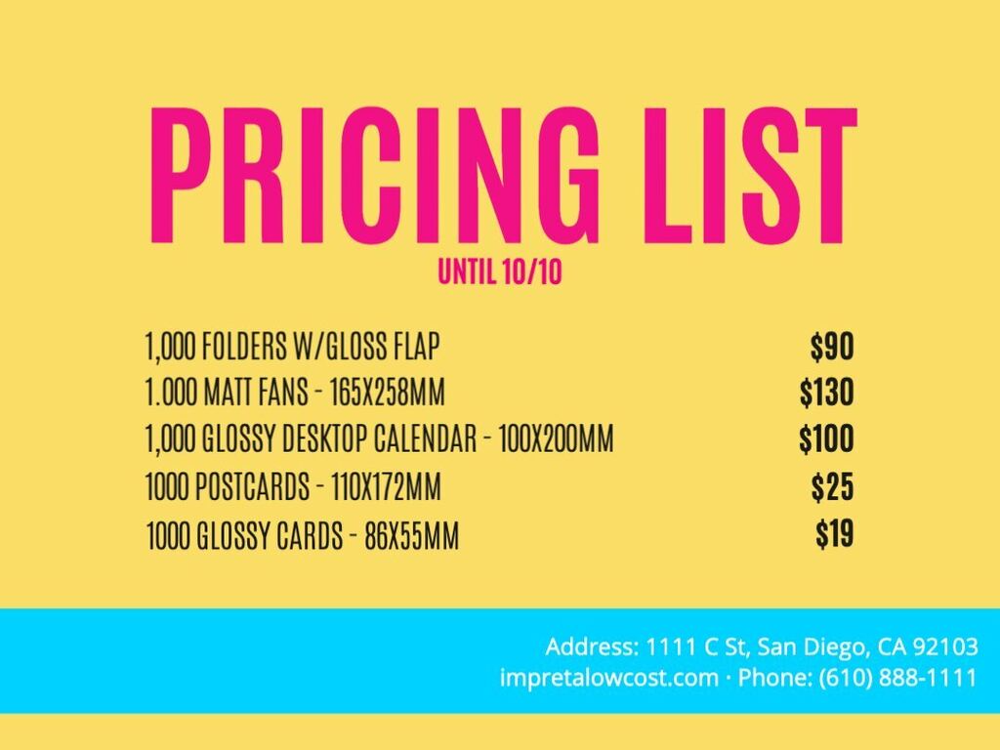 PRICING LIST
UNTIL 10/10
1,000 FOLDERS W/GLOSS FLAP $90
1.000 MATT FANS - 165X258MM $130
1,000 GLOSSY DESKTOP CALENDAR - 100X200MM $100
1000 POSTCARDS - 110X172MM $25
1000 GLOSSY CARDS - 86X55MM $19
Address: 1111 C St, San Diego, CA 92103
impretalowcost.com · Phone: (610) 888-1111